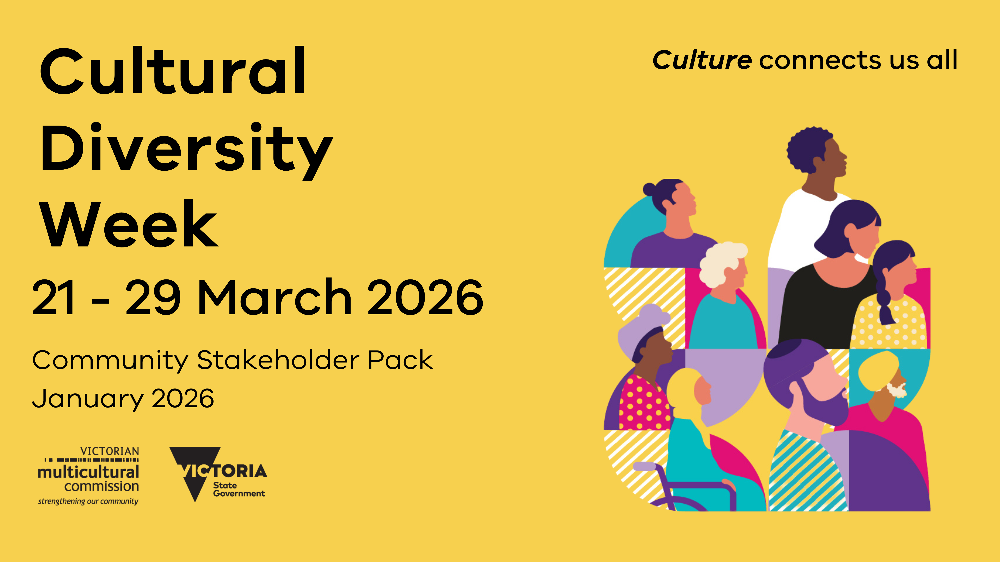 Cultural
Diversity
Week
21 - 29 March 2026
Community Stakeholder Pack
January 2026
Culture connects us all
VICTORIAN
multicultural
commission
strengthening our community
VICTORIA
State
Government